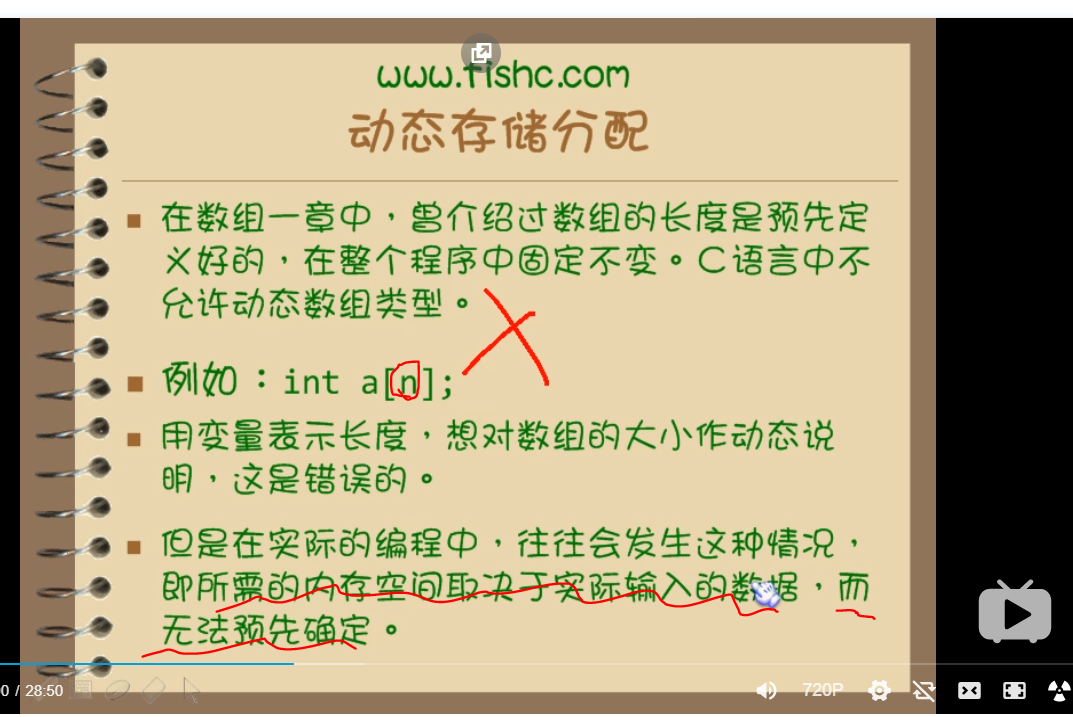 www.fishc.com
动态存储分配
在数组一章中，曾介绍过数组的长度是预先定
义好的，在整个程序中固定不变。C语言中不
允许动态数组类型。
例如：int a[n];
用变量表示长度，想对数组的大小作动态说
明，这是错误的。
但是在实际的编程中，往往会发生这种情况，
即所需的内存空间取决于实际输入的数据，而
无法预先确定。
0 / 28:50
720P